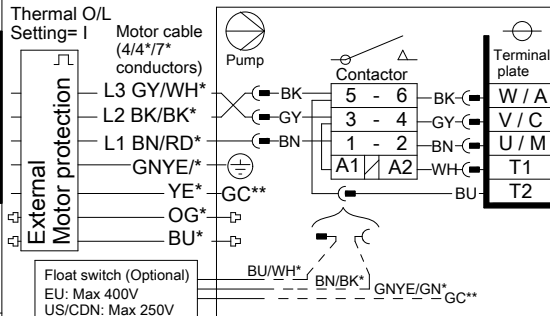 Thermal O/L
Setting= I
Motor cable
(4/4*/7*
conductors)
Pump
Contactor
Terminal
plate
External
Motor protection
L3 GY/WH*
BK
5 - 6
BK
W / A
L2 BK/BK*
GY
3 - 4
GY
V / C
L1 BN/RD*
BN
1 - 2
BN
U / M
GNYE/*
A1
A2
WH
T1
YE*
GC**
BU
T2
OG*
BU*
Float switch (Optional)
EU: Max 400V
US/CDN: Max 250V
BU/WH*
BN/BK*
GNYE/GN*
GC**